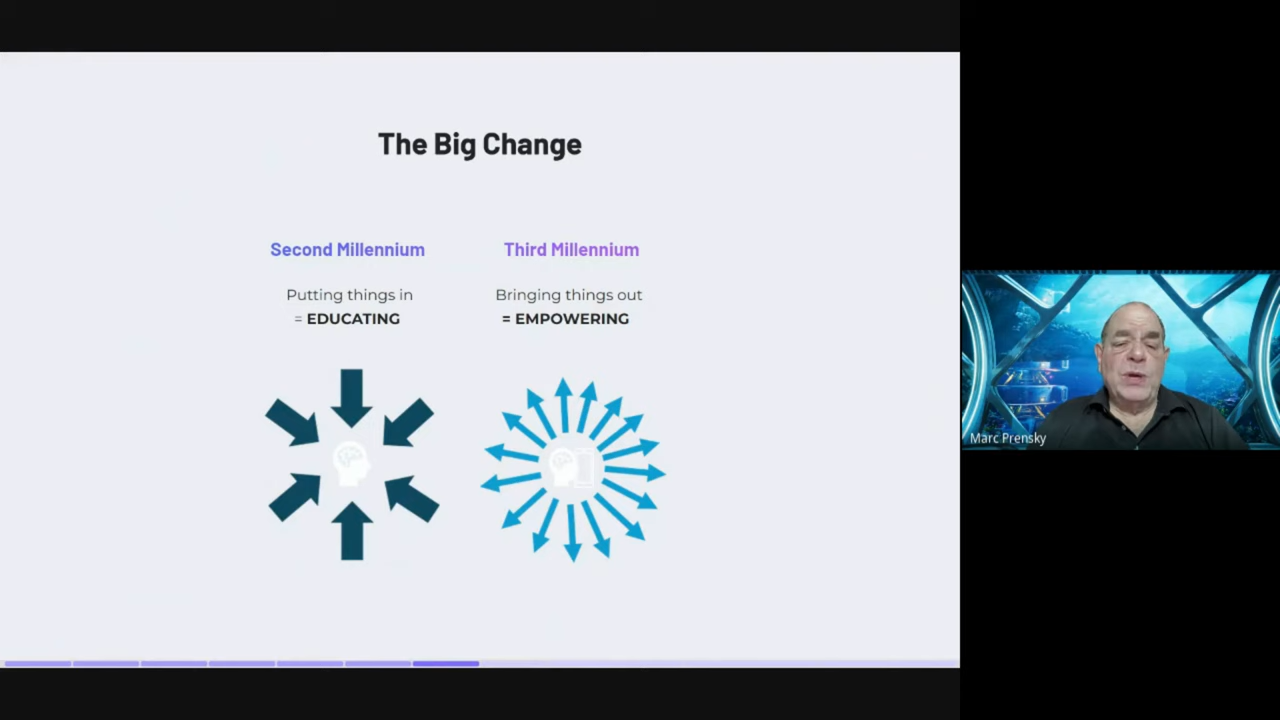 The Big Change
Second Millennium
Putting things in
= EDUCATING
Third Millennium
Bringing things out
= EMPOWERING
Marc Prensky